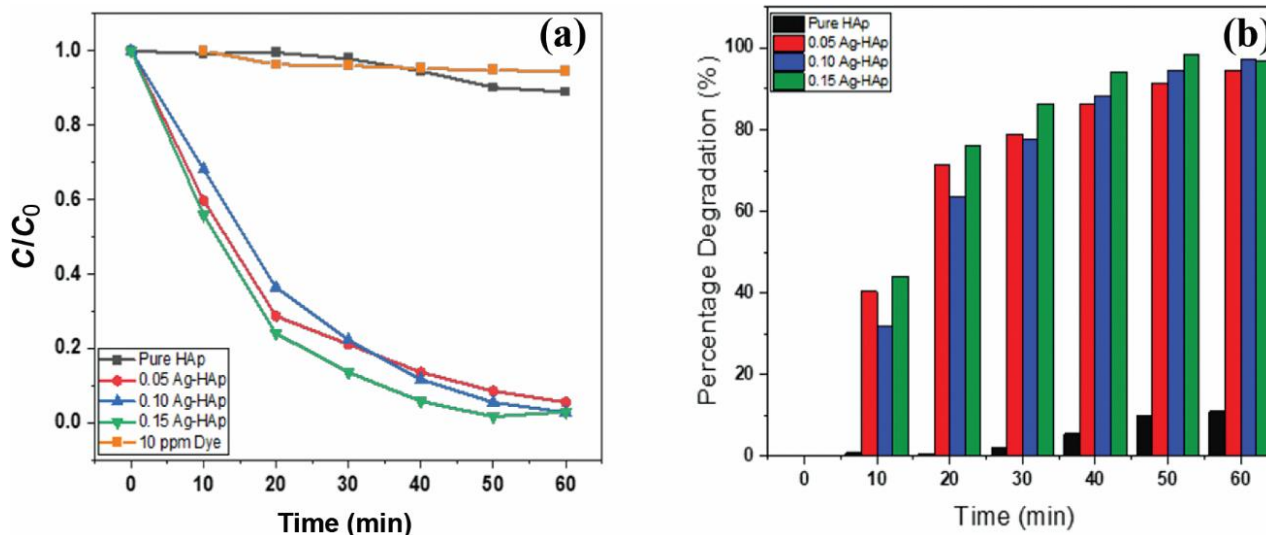 (a)
1.0
0.8
0.6
0.4
0.2
0.0
C/C0
Pure HAp
0.05 Ag-HAp
0.10 Ag-HAp
0.15 Ag-HAp
10 ppm Dye
0 10 20 30 40 50 60
Time (min)
(b)
Pure HAp
0.05 Ag-HAp
0.10 Ag-HAp
0.15 Ag-HAp
100
80
60
40
20
0
Percentage Degradation (%)
0 10 20 30 40 50 60
Time (min)